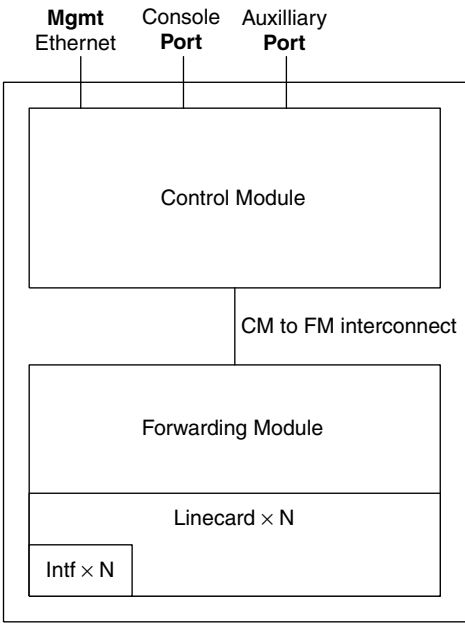 Mgmt
Ethernet
Console
Port
Auxilliary
Port
Control Module
CM to FM interconnect
Forwarding Module
Linecard × N
Intf × N